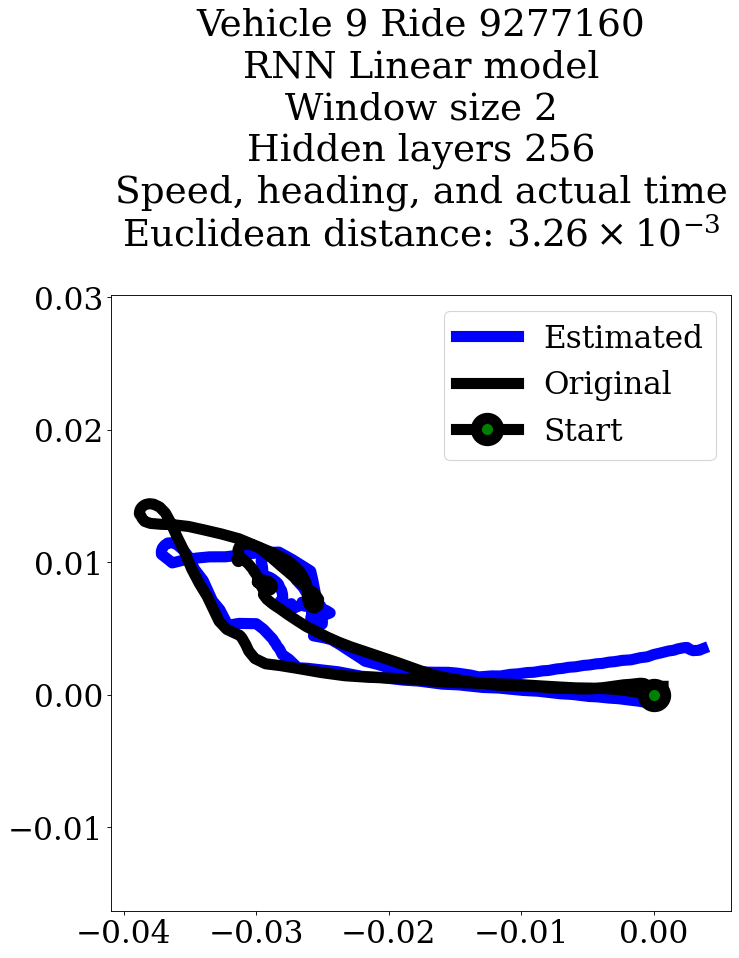 Vehicle 9 Ride 9277160
RNN Linear model
Window size 2
Hidden layers 256
Speed, heading, and actual time
Euclidean distance: 3.26 × 10⁻³
0.03
0.02
0.01
0.00
−0.01
Estimated
Original
Start
−0.04 −0.03 −0.02 −0.01 0.00